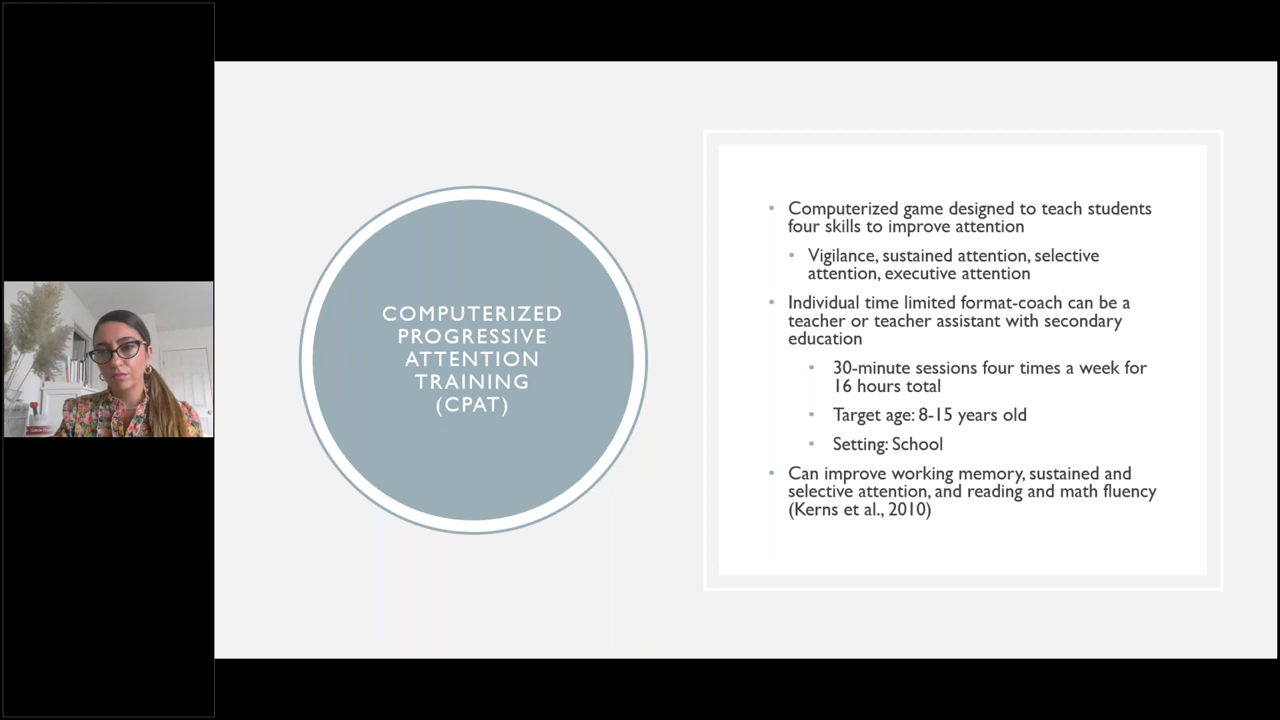 COMPUTERIZED
PROGRESSIVE
ATTENTION
TRAINING
(CPAT)
Computerized game designed to teach students
four skills to improve attention
Vigilance, sustained attention, selective
attention, executive attention
Individual time limited format-coach can be a
teacher or teacher assistant with secondary
education
30-minute sessions four times a week for
16 hours total
Target age: 8-15 years old
Setting: School
Can improve working memory, sustained and
selective attention, and reading and math fluency
(Kerns et al., 2010)